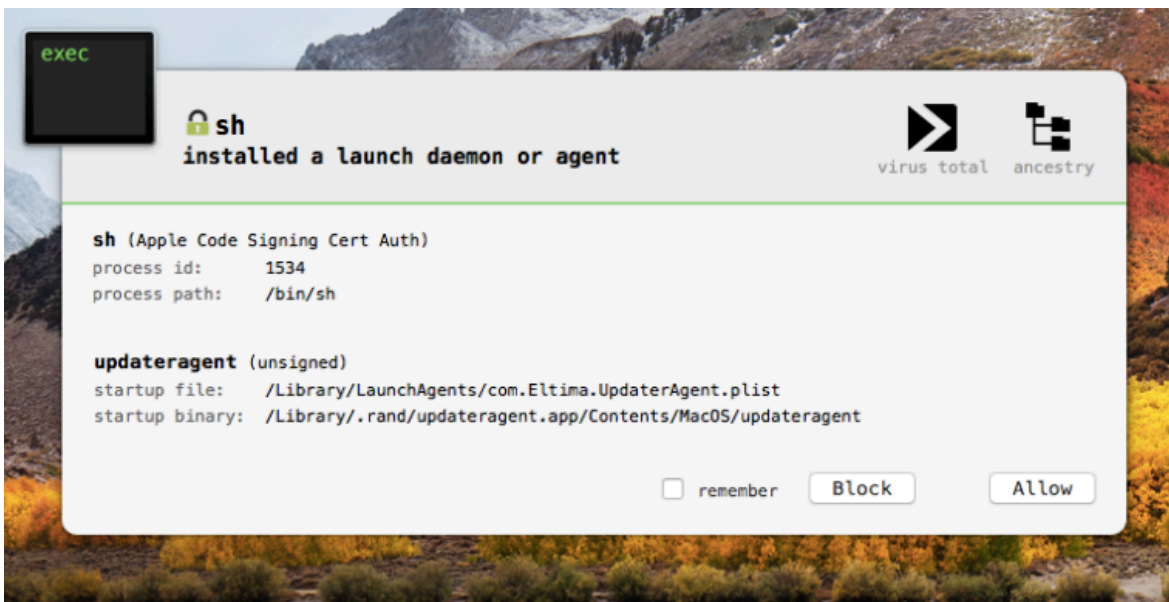 exec
sh
installed a launch daemon or agent
virus total
ancestry
sh (Apple Code Signing Cert Auth)
process id: 1534
process path: /bin/sh
updateragent (unsigned)
startup file: /Library/LaunchAgents/com.Eltima.UpdaterAgent.plist
startup binary: /Library/.rand/updateragent.app/Contents/MacOS/updateragent
remember
Block
Allow